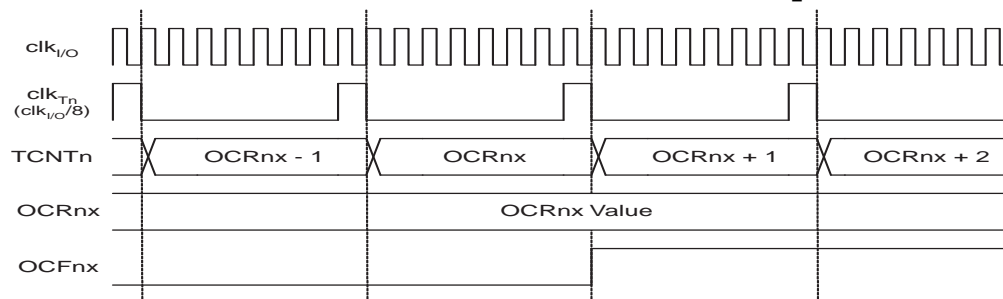 clkI/O
clkTn
(clkI/O/8)
TCNTn OCRnx - 1 OCRnx OCRnx + 1 OCRnx + 2
OCRnx OCRnx Value
OCFnx